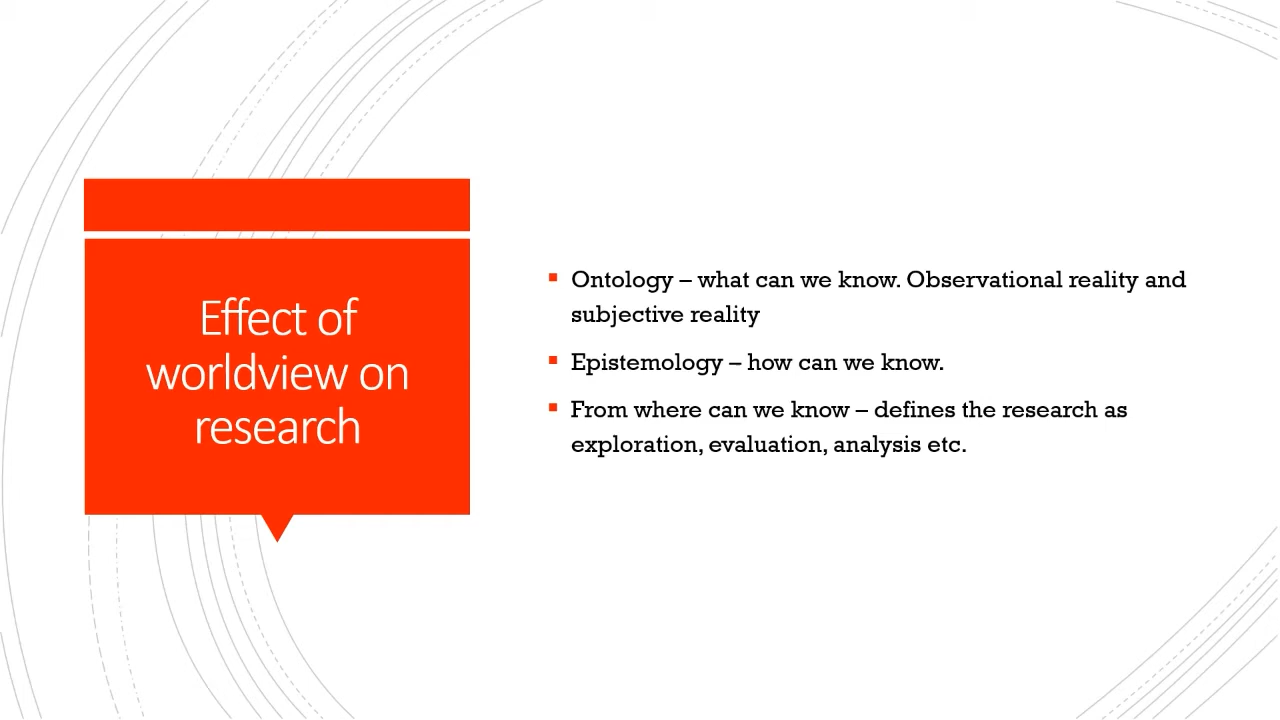 Effect of
worldview on
research
Ontology – what can we know. Observational reality and
subjective reality
Epistemology – how can we know.
From where can we know – defines the research as
exploration, evaluation, analysis etc.